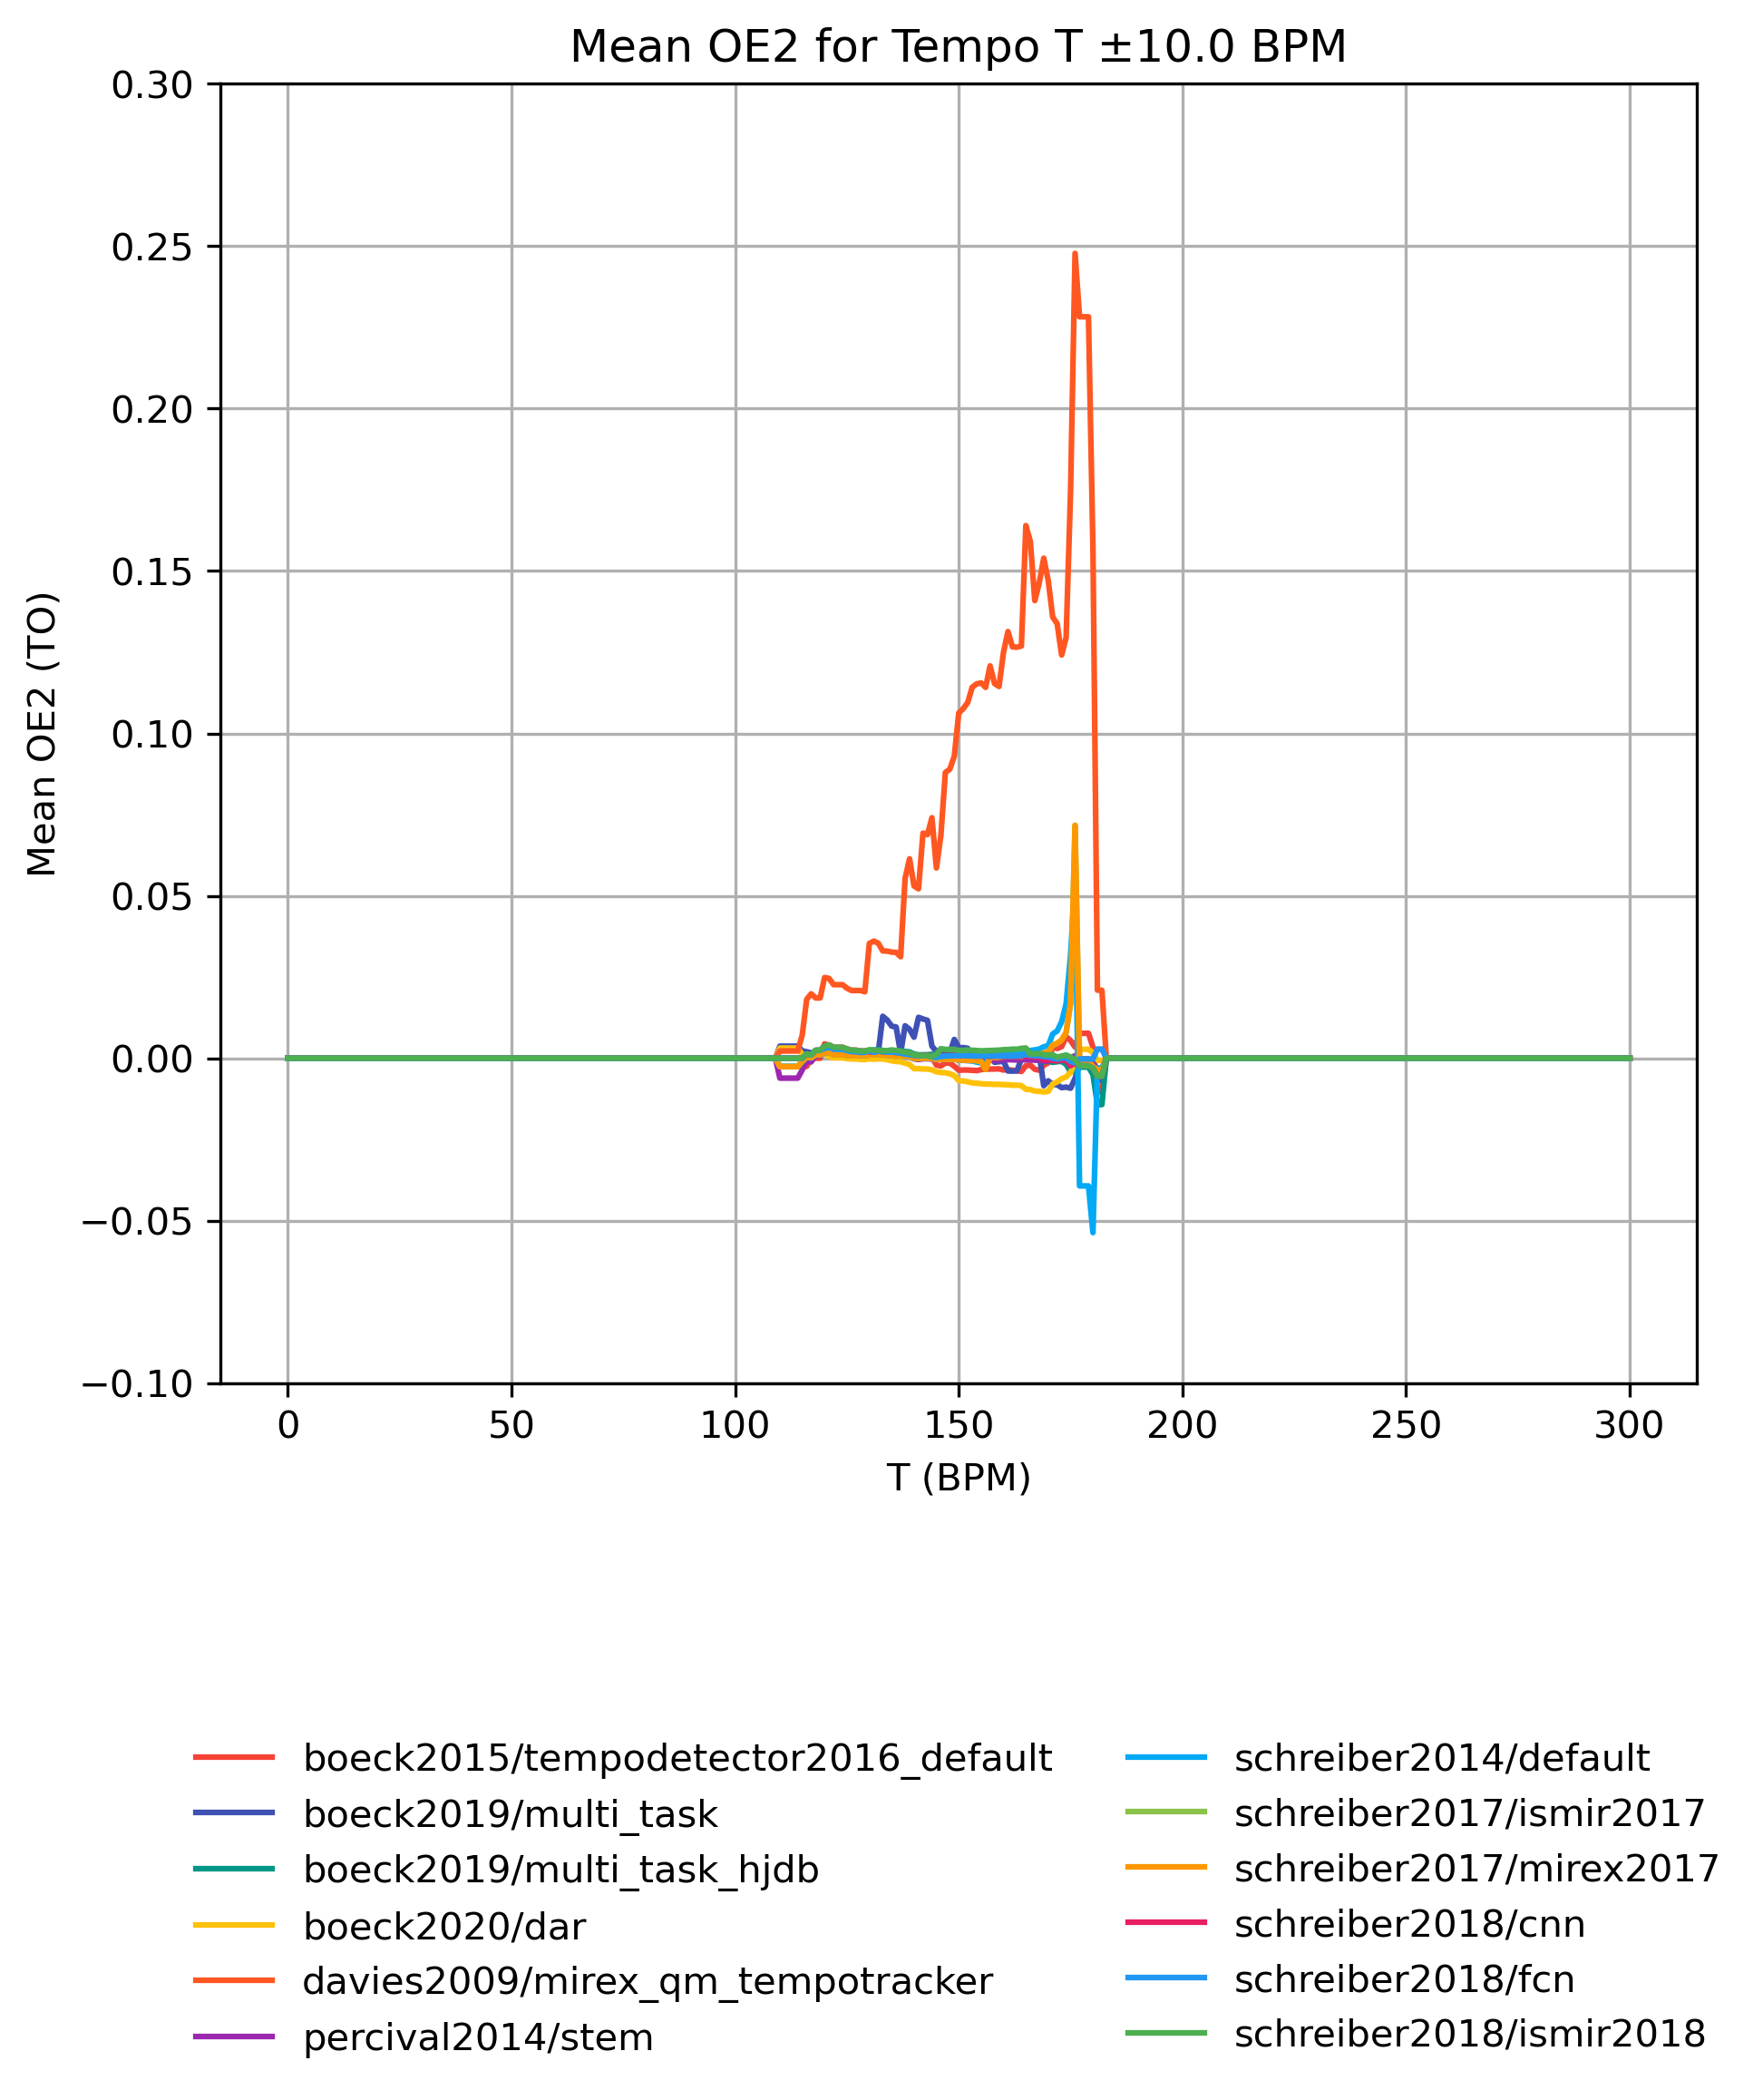 Mean OE2 for Tempo T ±10.0 BPM
0.30
0.25
0.20
0.15
0.10
0.05
0.00
−0.05
−0.10
Mean OE2 (TO)
0 50 100 150 200 250 300
T (BPM)
boeck2015/tempodetector2016_default
boeck2019/multi_task
boeck2019/multi_task_hjdb
boeck2020/dar
davies2009/mirex_qm_tempotracker
percival2014/stem
schreiber2014/default
schreiber2017/ismir2017
schreiber2017/mirex2017
schreiber2018/cnn
schreiber2018/fcn
schreiber2018/ismir2018